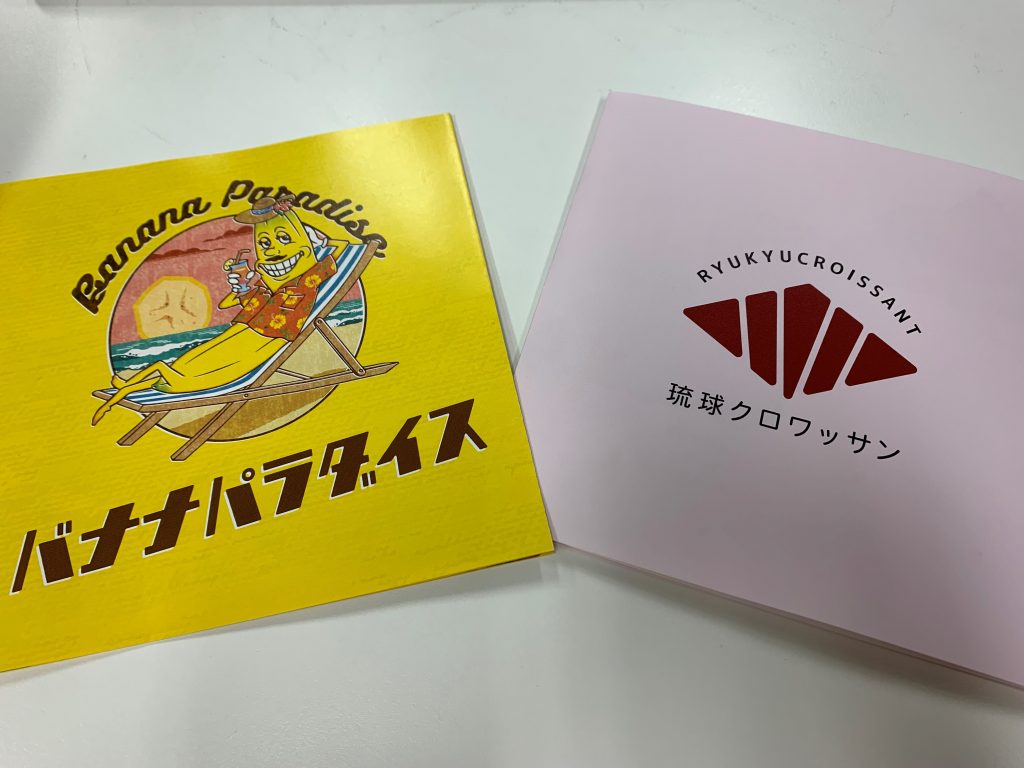 Banana Paradise
バナナパラダイス
RYUKYUCROISSANT
琉球クロワッサン